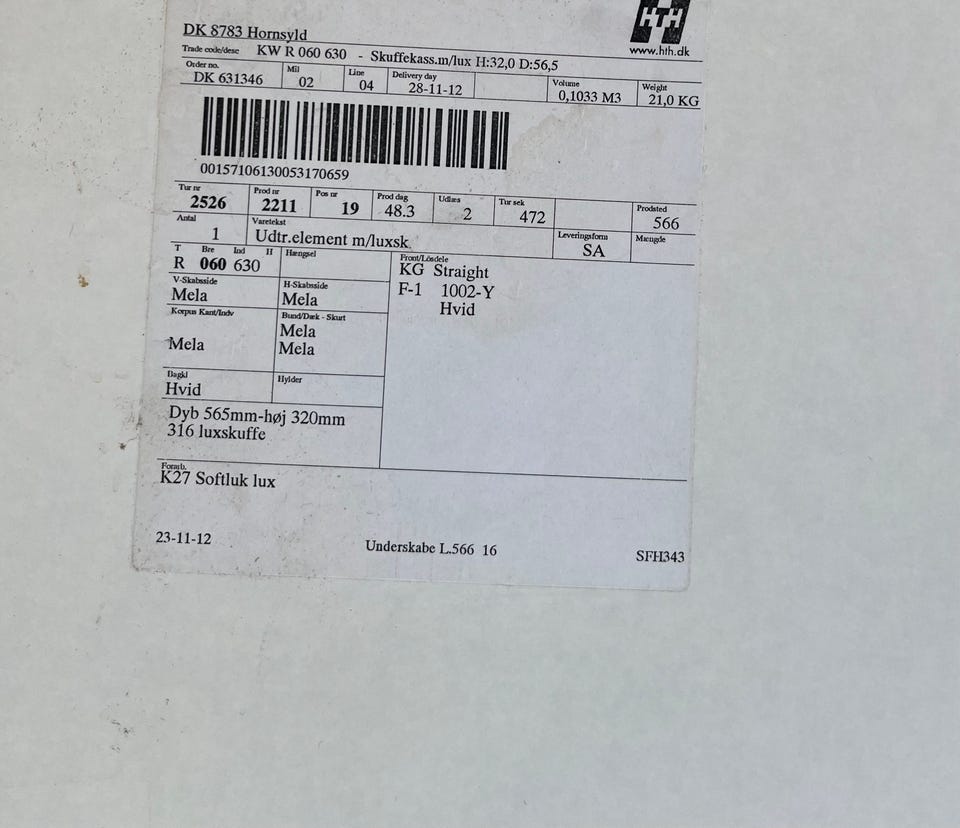 HTH
DK 8783 Hornsyld
www.hth.dk
Trade code/desc KW R 060 630 - Skuffekass.m/lux H:32,0 D:56,5
Order no. Mil Line Delivery day Volume Weight
DK 631346 02 04 28-11-12 0,1033 M3 21,0 KG
00157106130053170659
Tur nr Prod nr Pos nr Prod dag Udlæs Tur sek Prodsted
2526 2211 19 48.3 2 472 566
Antal Varetekst Leveringsform Mængde
1 Udtr.element m/luxsk. SA
T Bre Ind H Hængsel Front/Løsdele
R 060 630 KG Straight
V-Skabsside H-Skabsside F-1 1002-Y
Mela Mela Hvid
Korpus Kant/Indv Bund/Dæk - Skurt
Mela
Mela Mela
Bagkl Hylder
Hvid
Dyb 565mm-høj 320mm
316 luxskuffe
Forarb.
K27 Softluk lux
23-11-12 Underskabe L.566 16 SFH343